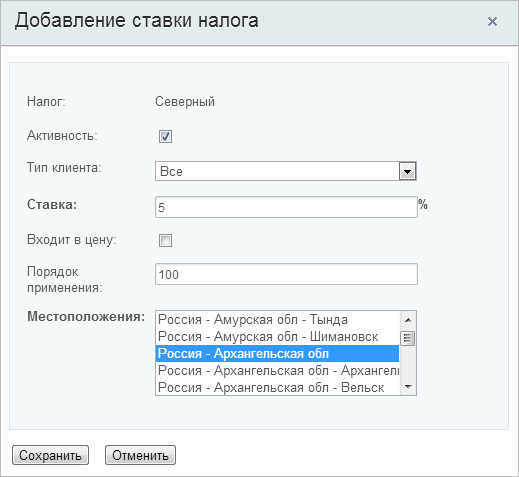 Добавление ставки налога
Налог: Северный
Активность:
Тип клиента: Все
Ставка: 5 %
Входит в цену:
Порядок
применения: 100
Местоположения:
Россия - Амурская обл - Тында
Россия - Амурская обл - Шимановск
Россия - Архангельская обл
Россия - Архангельская обл - Архангел
Россия - Архангельская обл - Вельск
Сохранить Отменить